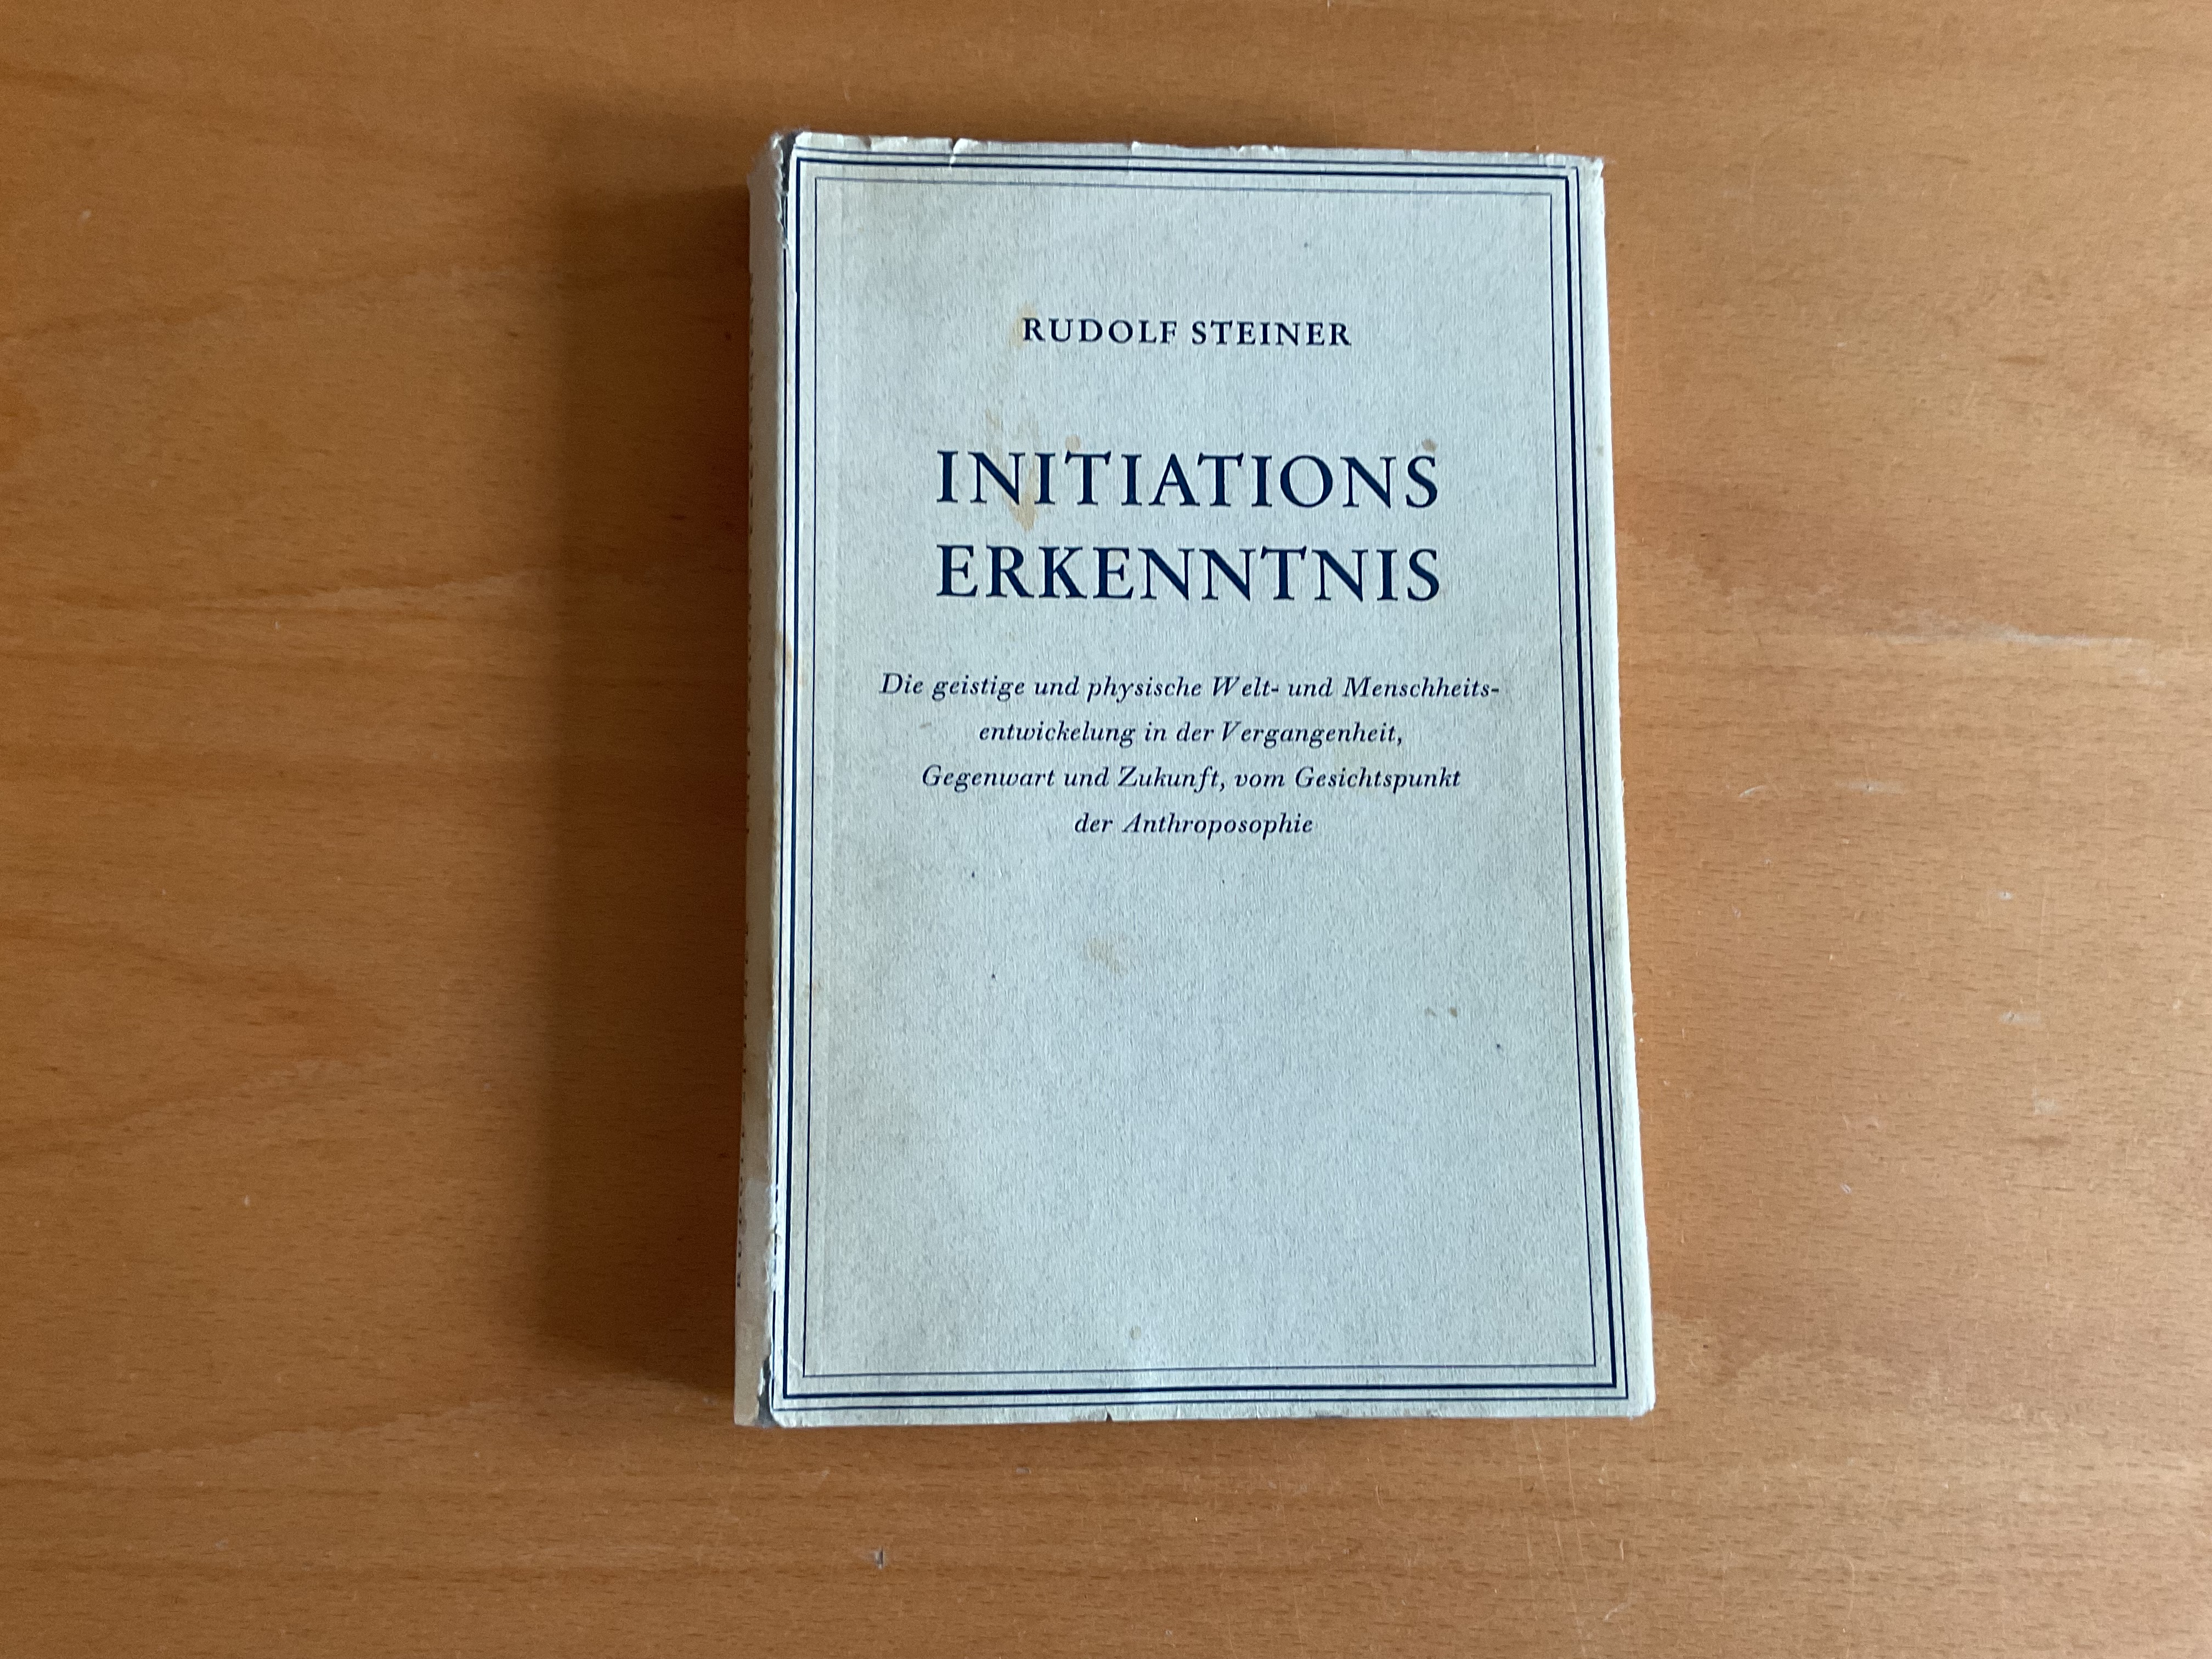 RUDOLF STEINER
INITIATIONS
ERKENNTNIS
Die geistige und physische Welt- und Menschheits-
entwickelung in der Vergangenheit,
Gegenwart und Zukunft, vom Gesichtspunkt
der Anthroposophie